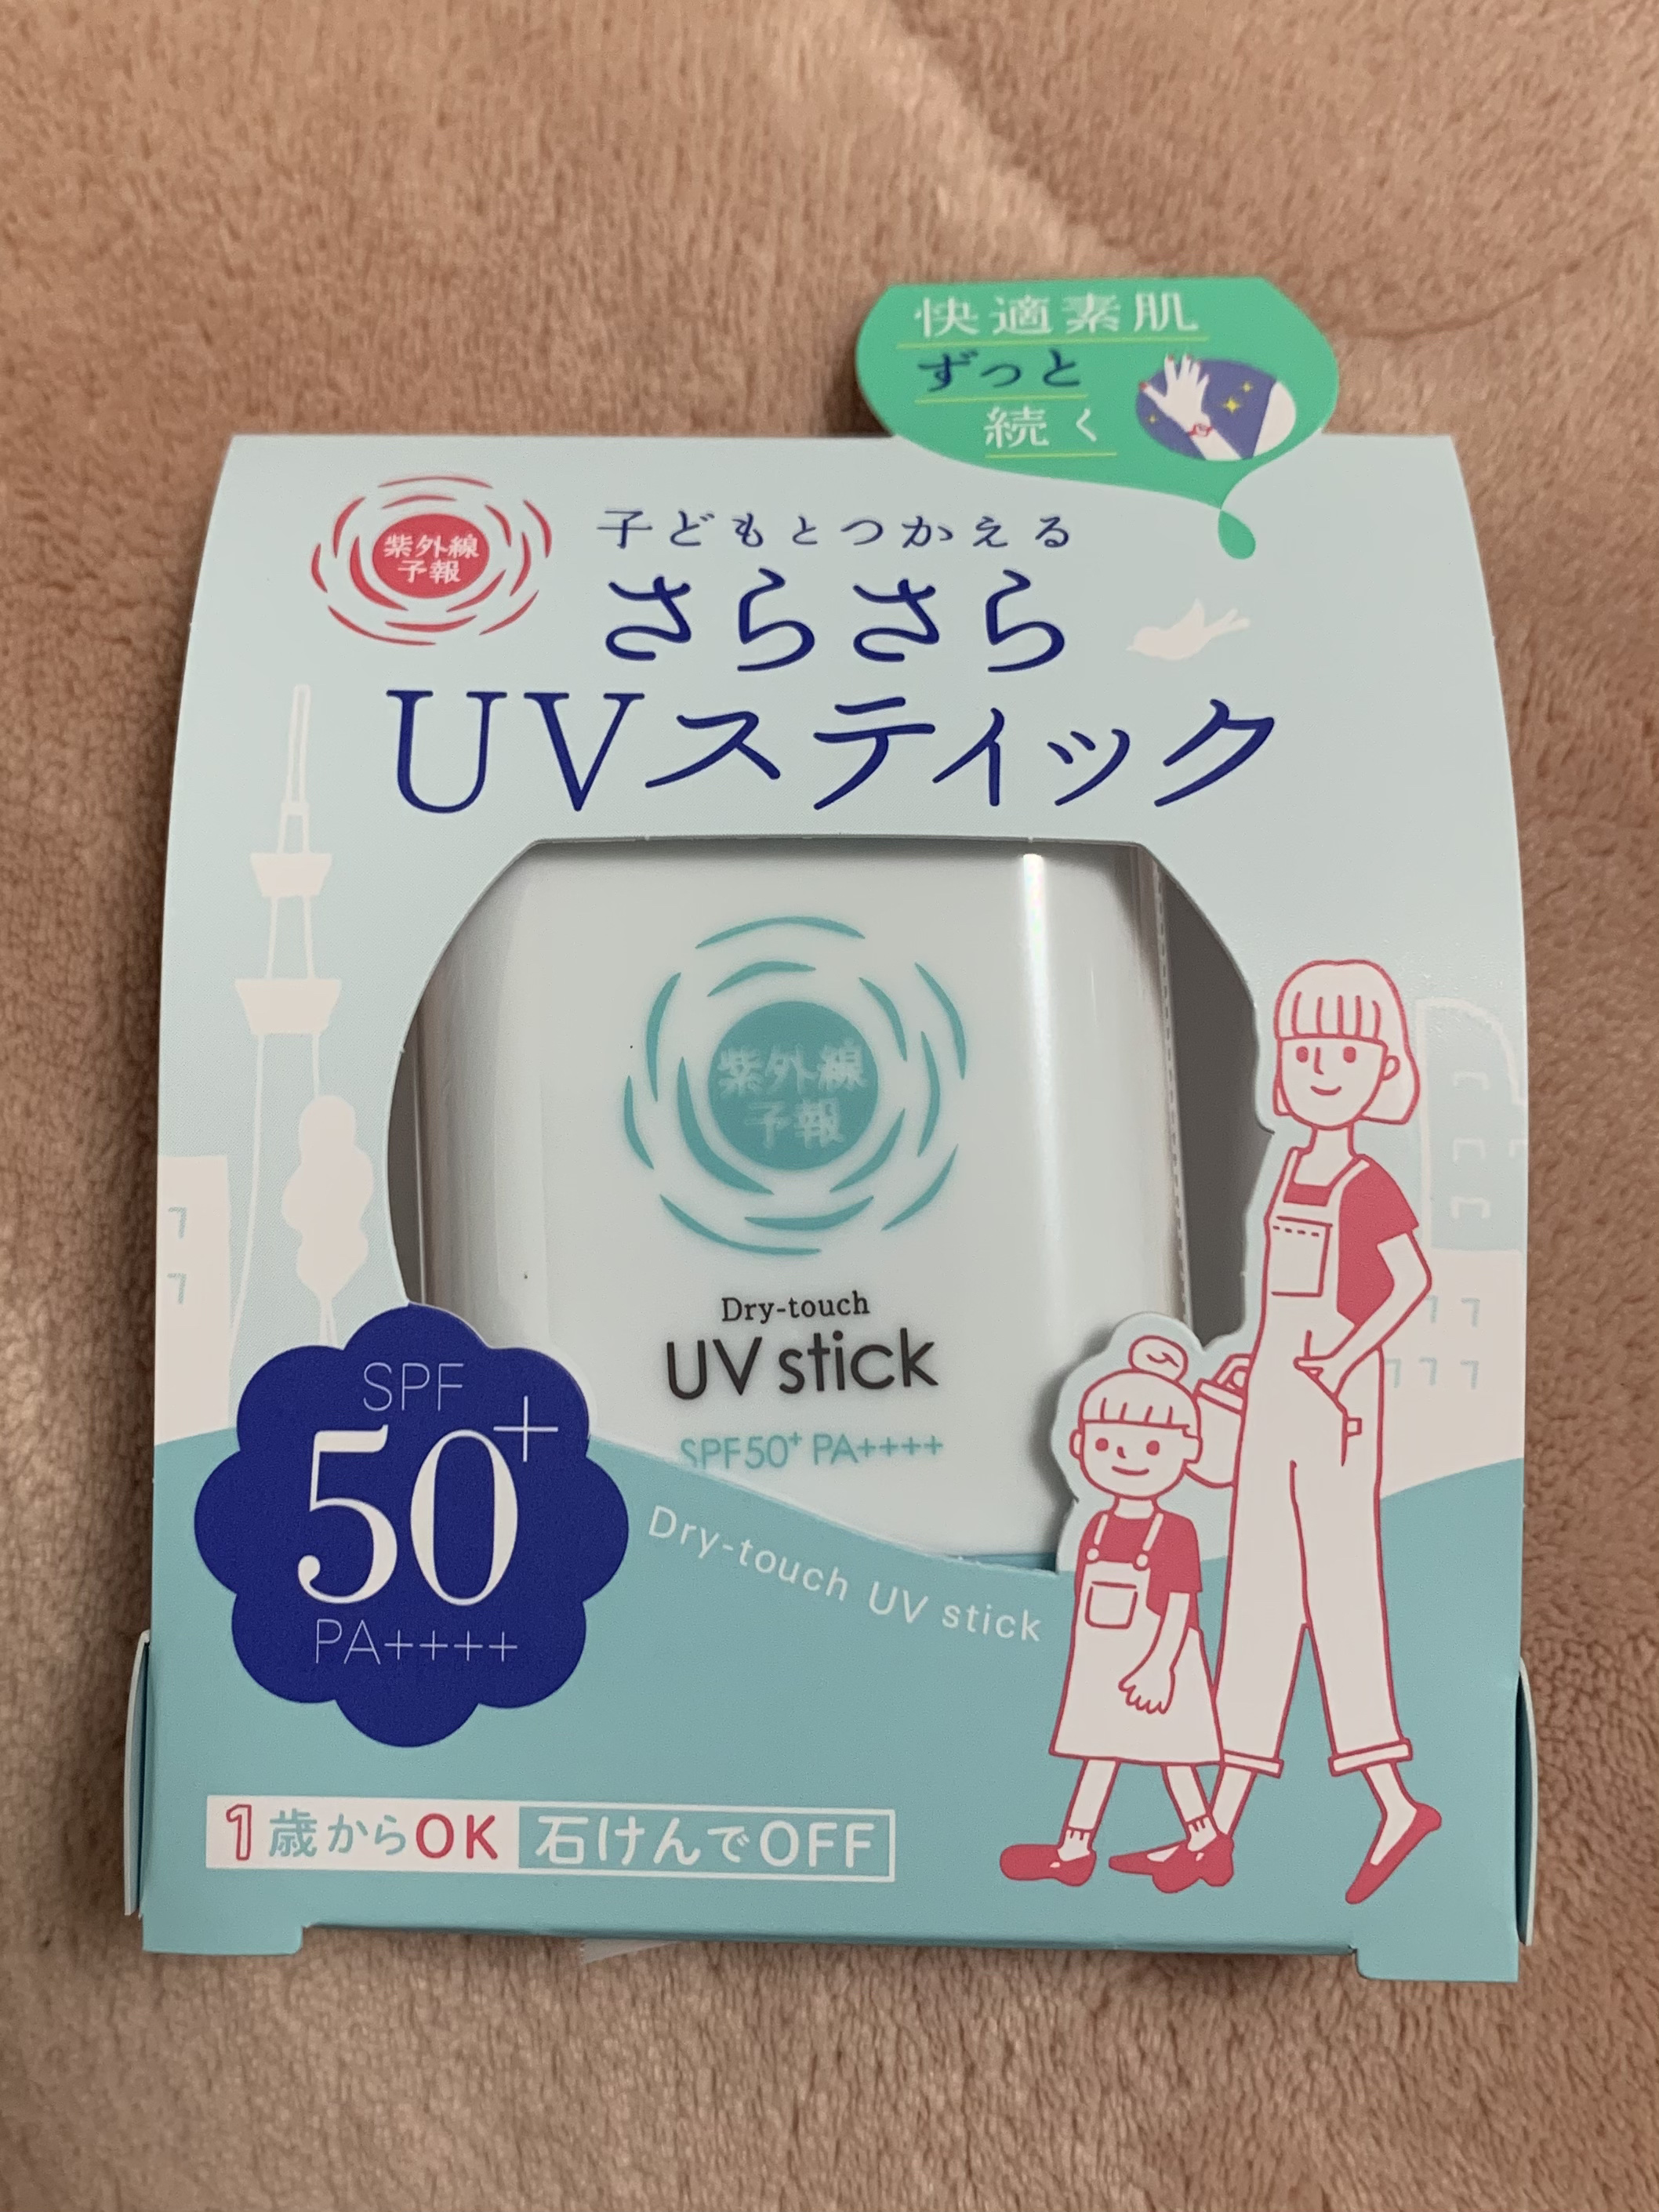 快適素肌
ずっと
続く
紫外線
予報
子どもとつかえる
さらさら
UVスティック
紫外線
予報
Dry-touch
UV stick
SPF50+ PA++++
SPF
50+
PA++++
Dry-touch UV stick
1歳からOK 石けんでOFF